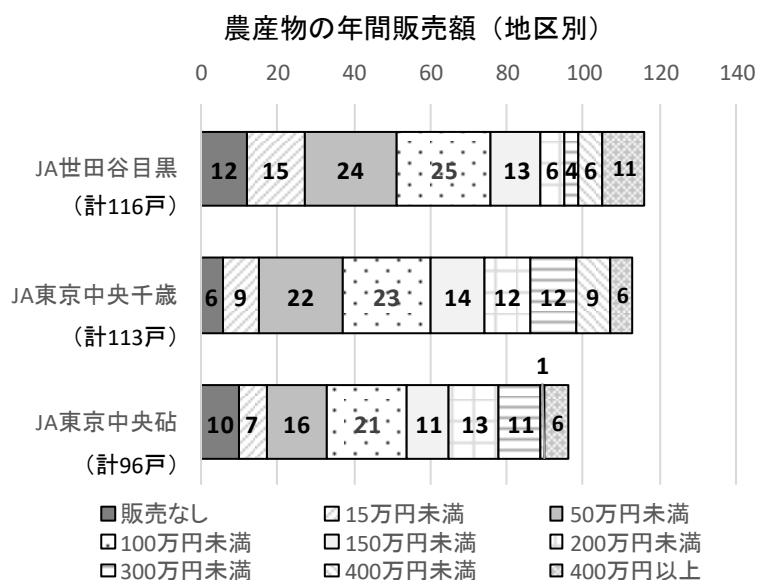 農産物の年間販売額（地区別）
0 20 40 60 80 100 120 140
JA世田谷目黒
（計116戸）
12 15 24 25 13 6 4 6 11
JA東京中央千歳
（計113戸）
6 9 22 23 14 12 12 9 6
1
JA東京中央砧
（計96戸）
10 7 16 21 11 13 11 6
販売なし 15万円未満 50万円未満
100万円未満 150万円未満 200万円未満
300万円未満 400万円未満 400万円以上